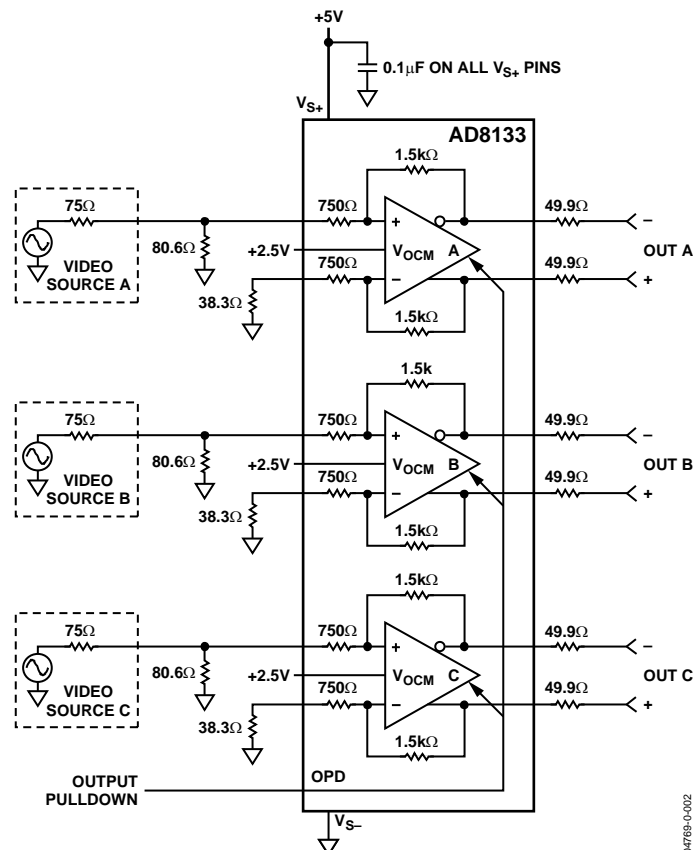 +5V
0.1μF ON ALL VS+ PINS
VS+
AD8133
1.5kΩ
75Ω
750Ω
49.9Ω
+
–
80.6Ω
+2.5V
VOCM
A
OUT A
VIDEO
SOURCE A
750Ω
–
49.9Ω
+
38.3Ω
1.5kΩ
1.5k
75Ω
750Ω
49.9Ω
+
–
80.6Ω
+2.5V
VOCM
B
OUT B
VIDEO
SOURCE B
750Ω
–
49.9Ω
+
38.3Ω
1.5kΩ
1.5kΩ
75Ω
750Ω
49.9Ω
+
–
80.6Ω
+2.5V
VOCM
C
OUT C
VIDEO
SOURCE C
750Ω
–
49.9Ω
+
38.3Ω
1.5kΩ
OUTPUT
PULLDOWN
OPD
VS–
04769-0-002